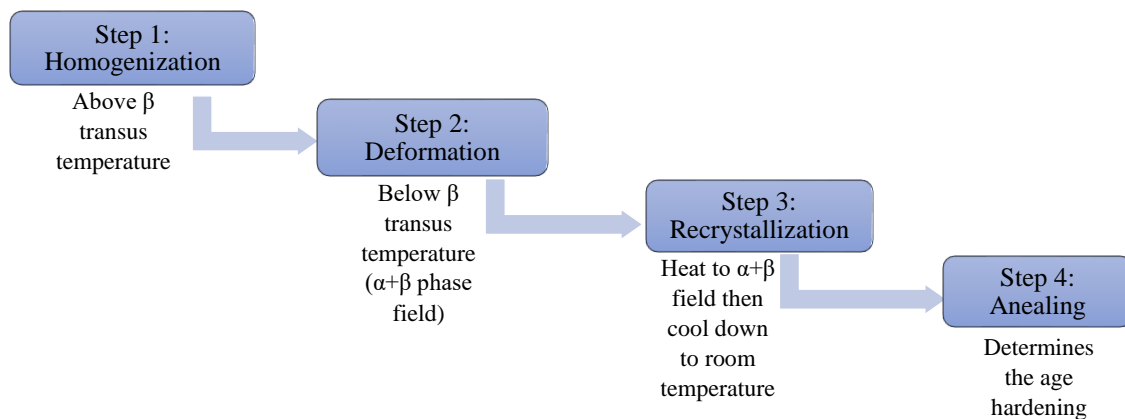 Step 1:
Homogenization
Above β
transus
temperature
Step 2:
Deformation
Below β
transus
temperature
(α+β phase
field)
Step 3:
Recrystallization
Heat to α+β
field then
cool down
to room
temperature
Step 4:
Anealing
Determines
the age
hardening